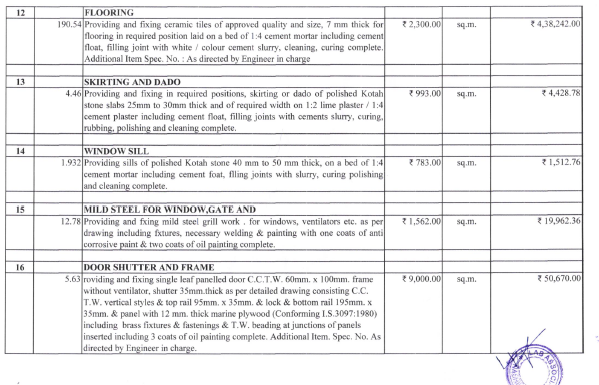 12 FLOORING
190.54 Providing and fixing ceramic tiles of approved quality and size, 7 mm thick for ₹ 2,300.00 sq.m. ₹ 4,38,242.00
flooring in required position laid on a bed of 1:4 cement mortar including cement
float, filling joint with white / colour cement slurry, cleaning, curing complete.
Additional Item Spec. No. : As directed by Engineer in charge
13 SKIRTING AND DADO
4.46 Providing and fixing in required positions, skirting or dado of polished Kotah ₹ 993.00 sq.m. ₹ 4,428.78
stone slabs 25mm to 30mm thick and of required width on 1:2 lime plaster / 1:4
cement plaster including cement float, filling joints with cements slurry, curing,
rubbing, polishing and cleaning complete.
14 WINDOW SILL
1.932 Providing sills of polished Kotah stone 40 mm to 50 mm thick, on a bed of 1:4 ₹ 783.00 sq.m. ₹ 1,512.76
cement mortar including cement foat, flling joints with slurry, curing polishing
and cleaning complete.
15 MILD STEEL FOR WINDOW,GATE AND
12.78 Providing and fxing mild steel grill work . for windows, ventilators etc. as per ₹ 1,562.00 sq.m. ₹ 19,962.36
drawing including fxtures, necessary welding & painting with one coats of anti
corrosive paint & two coats of oil painting complete.
16 DOOR SHUTTER AND FRAME
5.63 roviding and fixing single leaf panelled door C.C.T.W. 60mm. x 100mm. frame ₹ 9,000.00 sq.m. ₹ 50,670.00
without ventilator, shutter 35mm.thick as per detailed drawing consisting C.C.
T.W. vertical styles & top rail 95mm. x 35mm. & lock & bottom rail 195mm. x
35mm. & panel with 12 mm. thick marine plywood (Conforming I.S.3097:1980)
including brass fixtures & fastenings & T.W. beading at junctions of panels
inserted including 3 coats of oil painting complete. Additional Item. Spec. No. As
directed by Engineer in charge.
LAB ASSOC